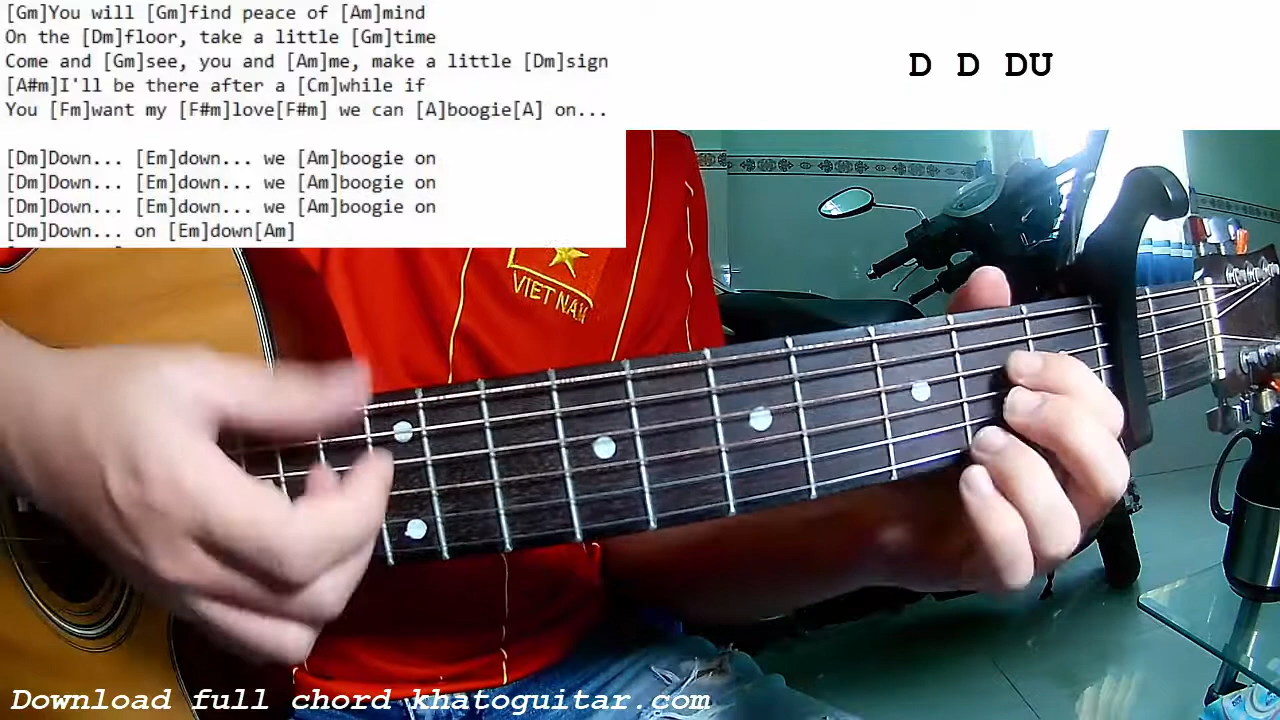 [Gm]You will [Gm]find peace of [Am]mind
On the [Dm]floor, take a little [Gm]time
Come and [Gm]see, you and [Am]me, make a little [Dm]sign
[A#m]I'll be there after a [Cm]while if
You [Fm]want my [F#m]love[F#m] we can [A]boogie[A] on...
[Dm]Down... [Em]down... we [Am]boogie on
[Dm]Down... [Em]down... we [Am]boogie on
[Dm]Down... [Em]down... we [Am]boogie on
[Dm]Down... on [Em]down[Am]
D D DU
VIET NAM
Download full chord khatoguitar.com